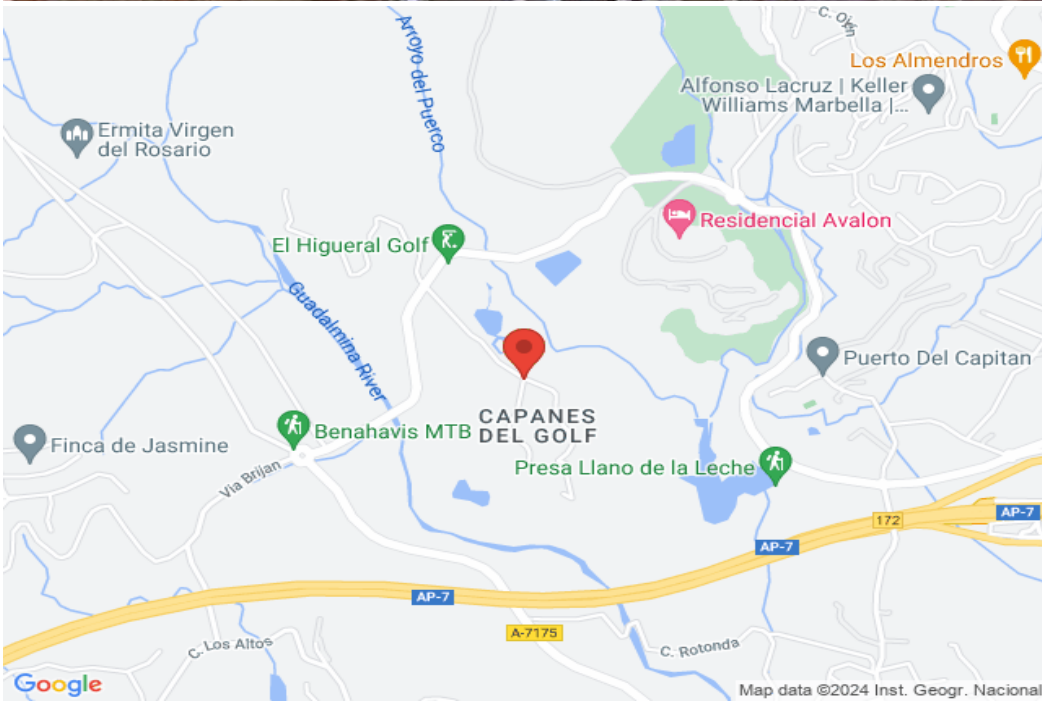 C. Ojén
Los Almendros
Arroyo del Puerco
Alfonso Lacruz | Keller
Williams Marbella |...
Ermita Virgen
del Rosario
Residencial Avalon
El Higueral Golf
Guadalmina River
Puerto Del Capitan
CAPANES
DEL GOLF
Benahavis MTB
Finca de Jasmine
Presa Llano de la Leche
Via Brijan
172
AP-7
AP-7
AP-7
A-7175
C. Los Altos
C. Rotonda
Google
Map data ©2024 Inst. Geogr. Nacional